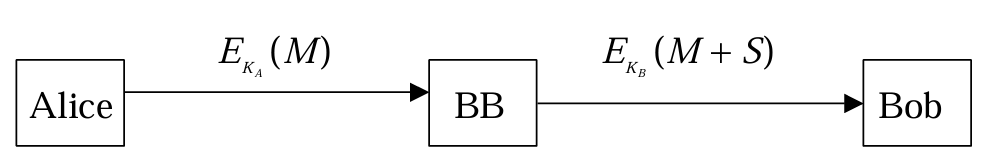 E_{K_A}(M)
E_{K_B}(M + S)
Alice
BB
Bob